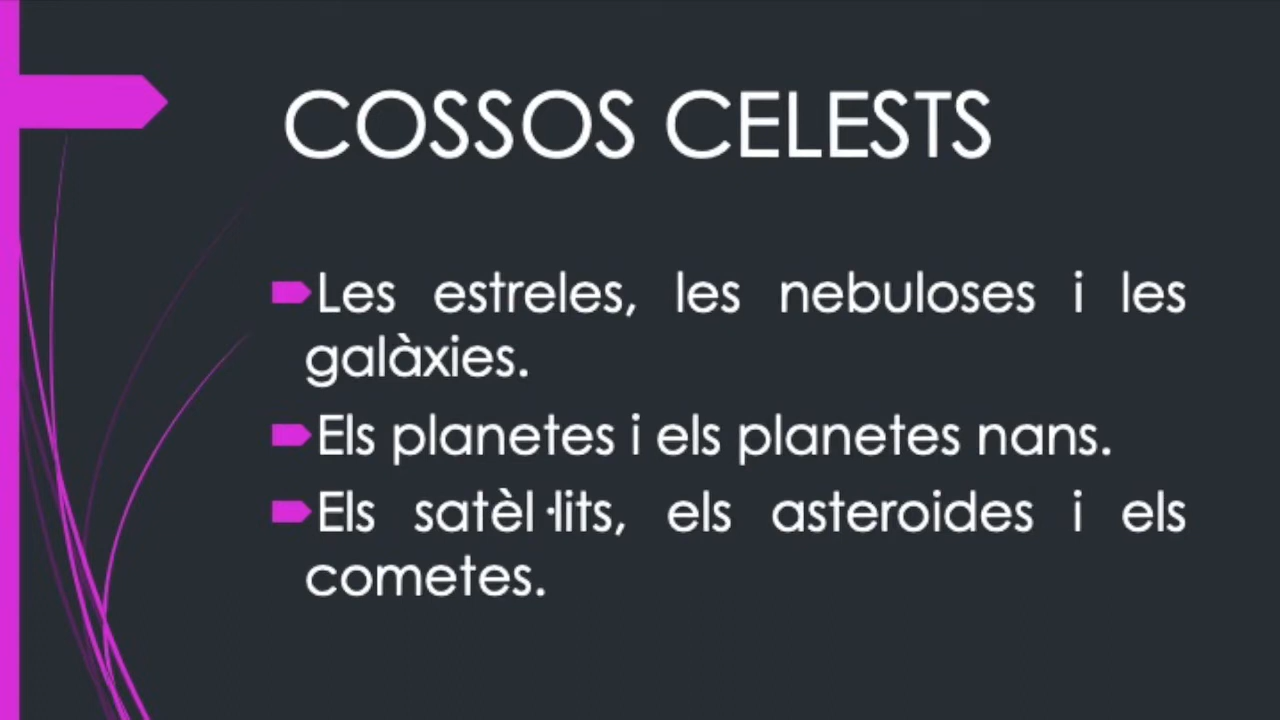 COSSOS CELESTS
Les estreles, les nebuloses i les
galàxies.
Els planetes i els planetes nans.
Els satèl·lits, els asteroides i els
cometes.